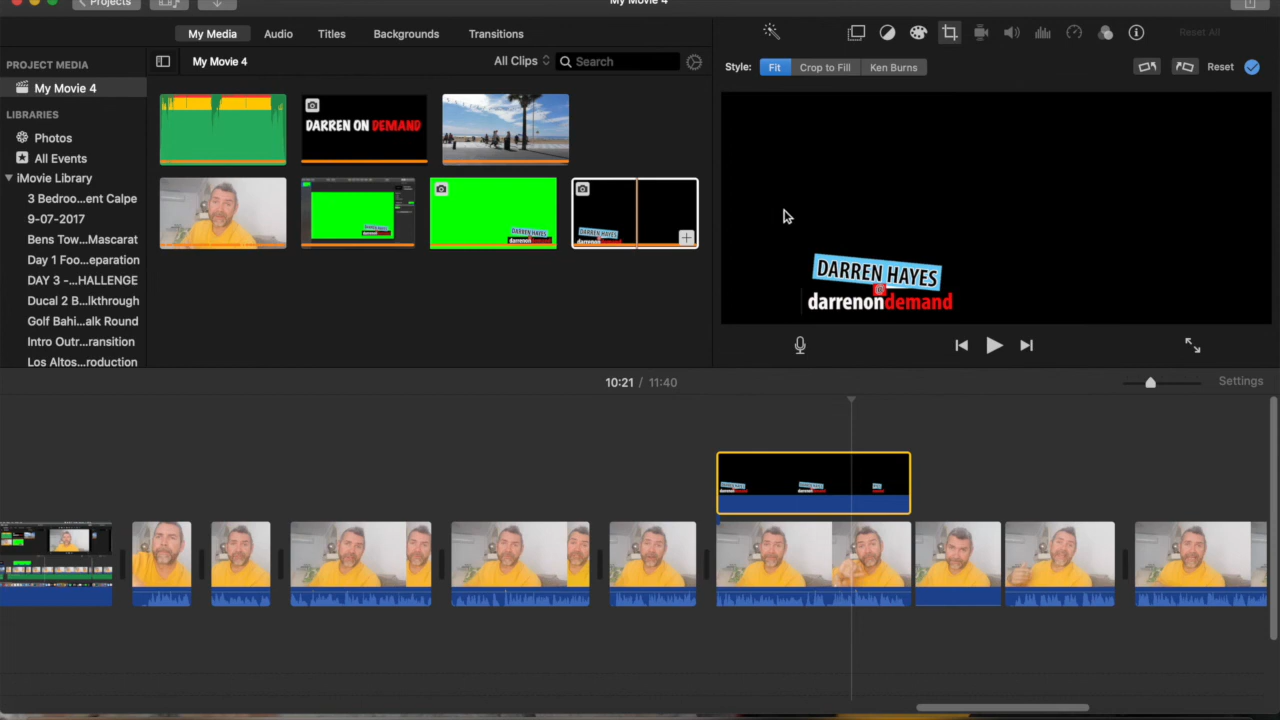 Projects
My Movie 4
My Media
Audio
Titles
Backgrounds
Transitions
Reset All
PROJECT MEDIA
My Movie 4
LIBRARIES
Photos
All Events
iMovie Library
3 Bedroo...ent Calpe
9-07-2017
Bens Tow...Mascarat
Day 1 Foo...eparation
DAY 3 -...HALLENGE
Ducal 2 B...lkthrough
Golf Bahi...alk Round
Intro Outr...ransition
Los Altos...roduction
My Movie 4
All Clips
Search
DARREN ON DEMAND
DARREN HAYES
darrenondemand
Style:
Fit
Crop to Fill
Ken Burns
Reset
DARREN HAYES
darrenondemand
10:21 / 11:40
Settings